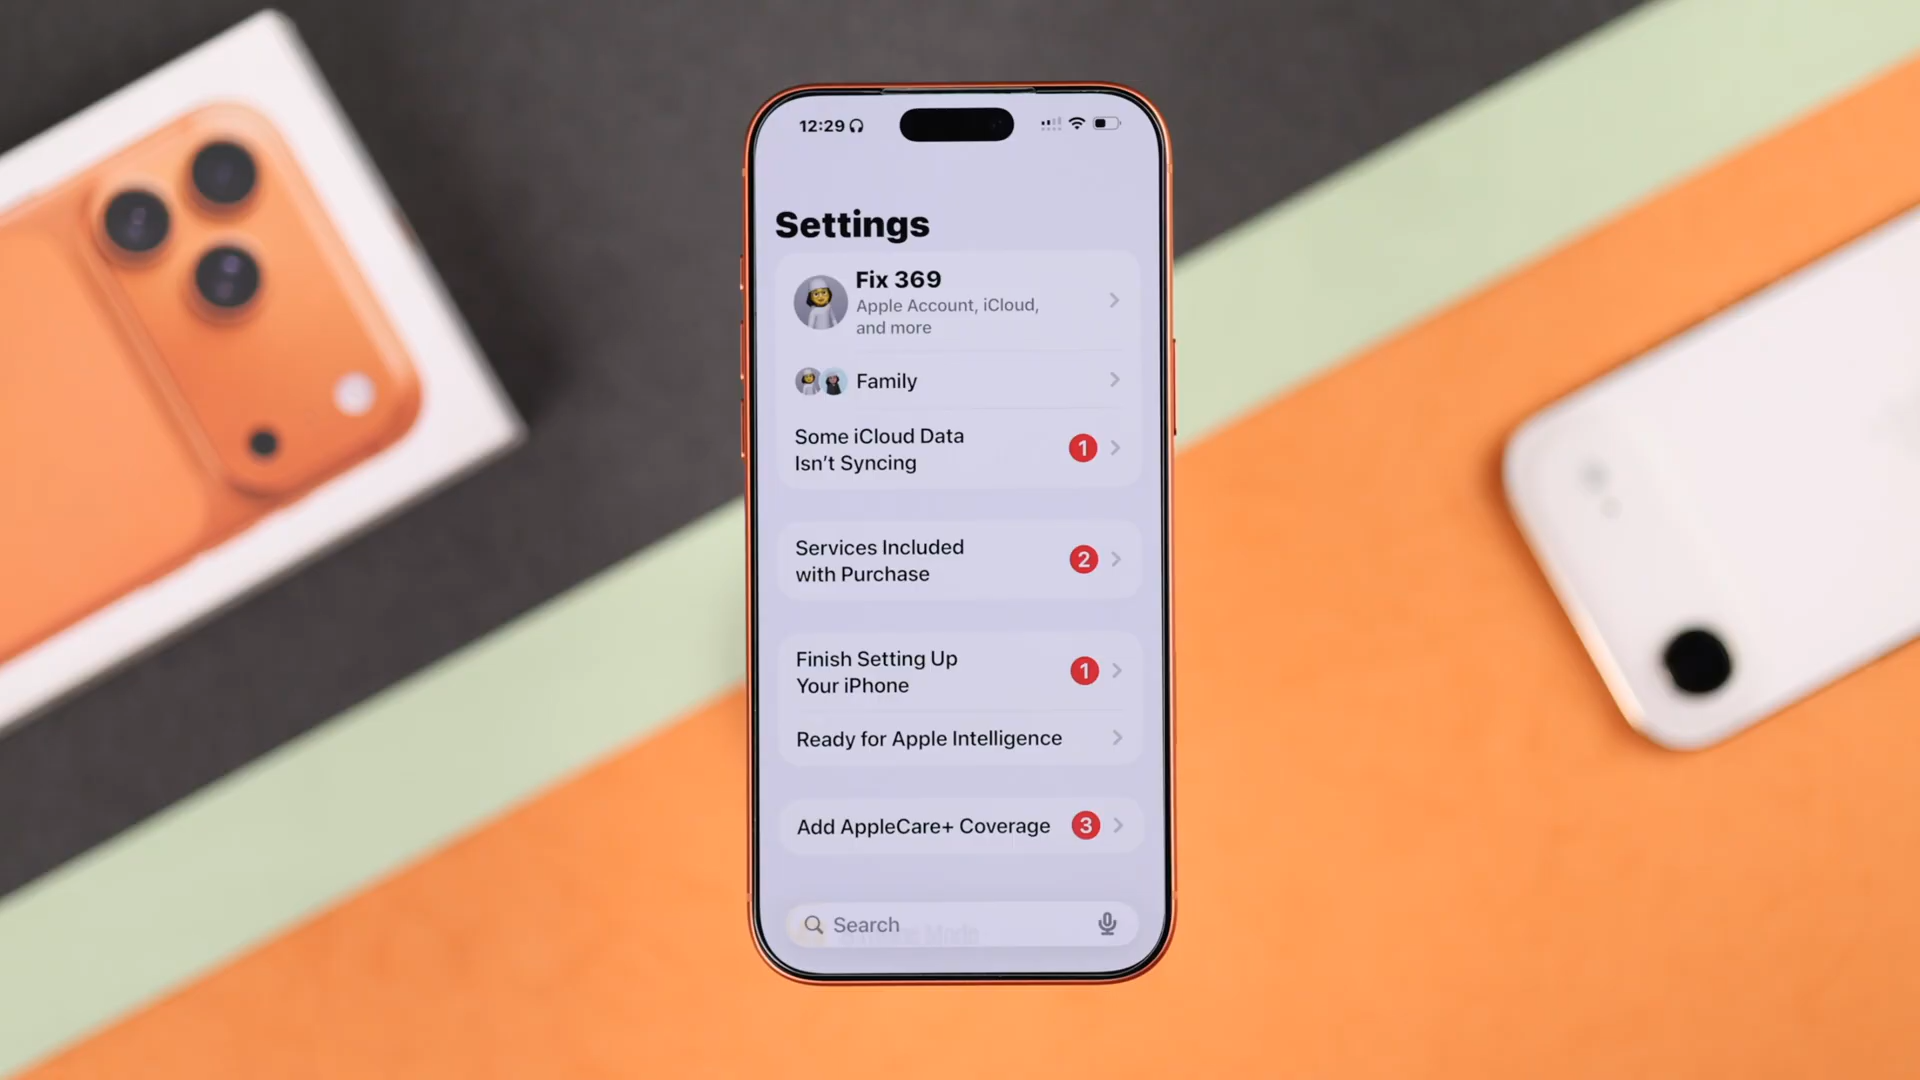 12:29
Settings
Fix 369
Apple Account, iCloud,
and more
Family
Some iCloud Data
Isn't Syncing
1
Services Included
with Purchase
2
Finish Setting Up
Your iPhone
1
Ready for Apple Intelligence
Add AppleCare+ Coverage
3
Search